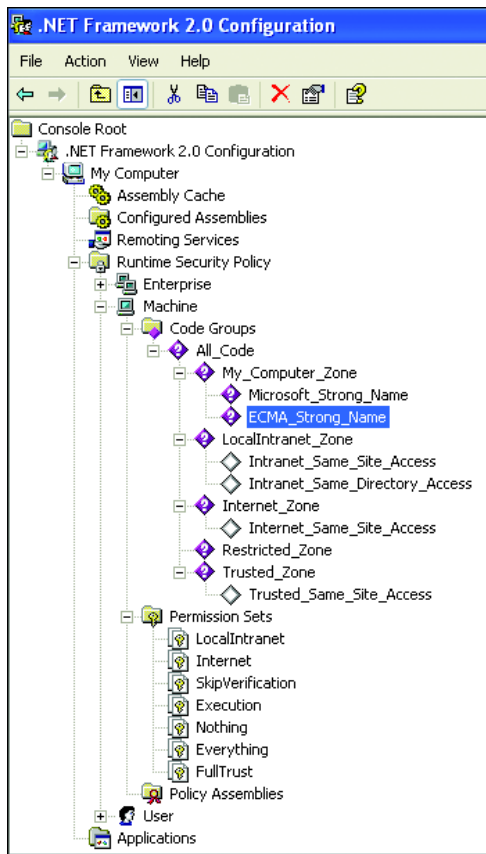 .NET Framework 2.0 Configuration
File Action View Help
Console Root
.NET Framework 2.0 Configuration
My Computer
Assembly Cache
Configured Assemblies
Remoting Services
Runtime Security Policy
Enterprise
Machine
Code Groups
All_Code
My_Computer_Zone
Microsoft_Strong_Name
ECMA_Strong_Name
LocalIntranet_Zone
Intranet_Same_Site_Access
Intranet_Same_Directory_Access
Internet_Zone
Internet_Same_Site_Access
Restricted_Zone
Trusted_Zone
Trusted_Same_Site_Access
Permission Sets
LocalIntranet
Internet
SkipVerification
Execution
Nothing
Everything
FullTrust
Policy Assemblies
User
Applications